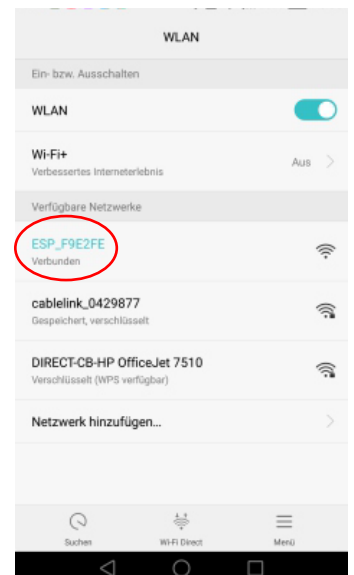 WLAN
Ein- bzw. Ausschalten
WLAN
Wi-Fi+
Verbessertes Interneterlebnis
Aus
Verfügbare Netzwerke
ESP_F9E2FE
Verbunden
cablelink_0429877
Gespeichert, verschlüsselt
DIRECT-CB-HP OfficeJet 7510
Verschlüsselt (WPS verfügbar)
Netzwerk hinzufügen...
Suchen
Wi-Fi Direct
Menü